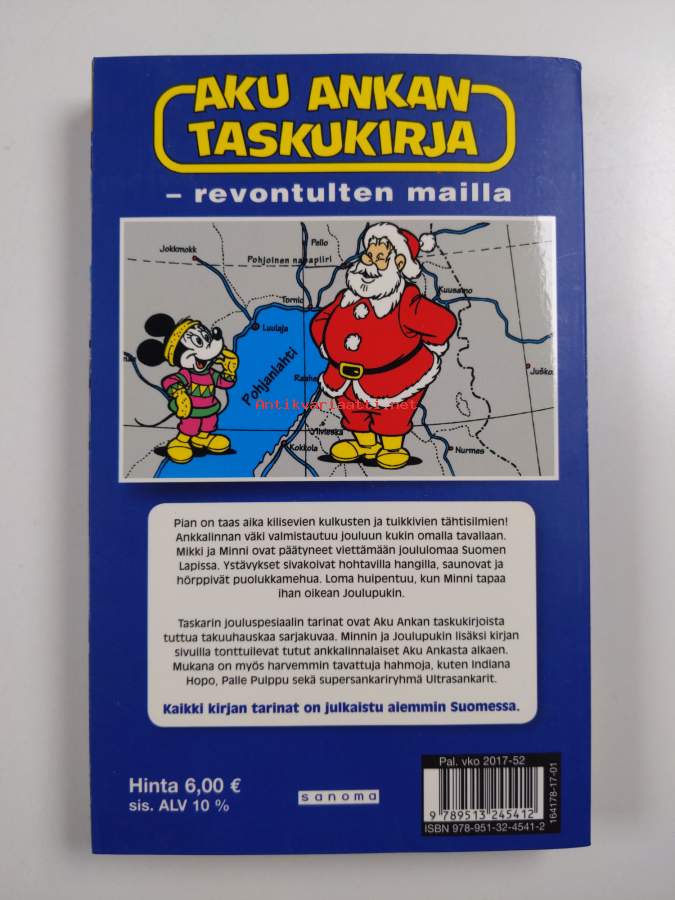 AKU ANKAN
TASKUKIRJA
– revontulten mailla
Jokkmokk
Pello
Pohjoinen napapiiri
Kuusamo
Tornio
Luulaja
Pohjanlahti
Raahe
Antikvariaatti.net
Ylivieska
Kokkola
Nurmes
Pian on taas aika kilisevien kulkusten ja tuikkivien tähtisilmien!
Ankkalinnan väki valmistautuu jouluun kukin omalla tavallaan.
Mikki ja Minni ovat päätyneet viettämään joululomaa Suomen
Lapissa. Ystävykset sivakoivat hohtavilla hangilla, saunovat ja
hörppivät puolukkamehua. Loma huipentuu, kun Minni tapaa
ihan oikean Joulupukin.
Taskarin jouluspesiaalin tarinat ovat Aku Ankan taskukirjoista
tuttua takuuhauskaa sarjakuvaa. Minnin ja Joulupukin lisäksi kirjan
sivuilla tonttuilevat tutut ankkalinnalaiset Aku Ankasta alkaen.
Mukana on myös harvemmin tavattuja hahmoja, kuten Indiana
Hopo, Palle Pulppu sekä supersankariryhmä Ultrasankarit.
Kaikki kirjan tarinat on julkaistu aiemmin Suomessa.
Hinta 6,00 €
sis. ALV 10 %
sanoma
Pal. vko 2017-52
9 789513 245412
ISBN 978-951-32-4541-2
164178-17-01